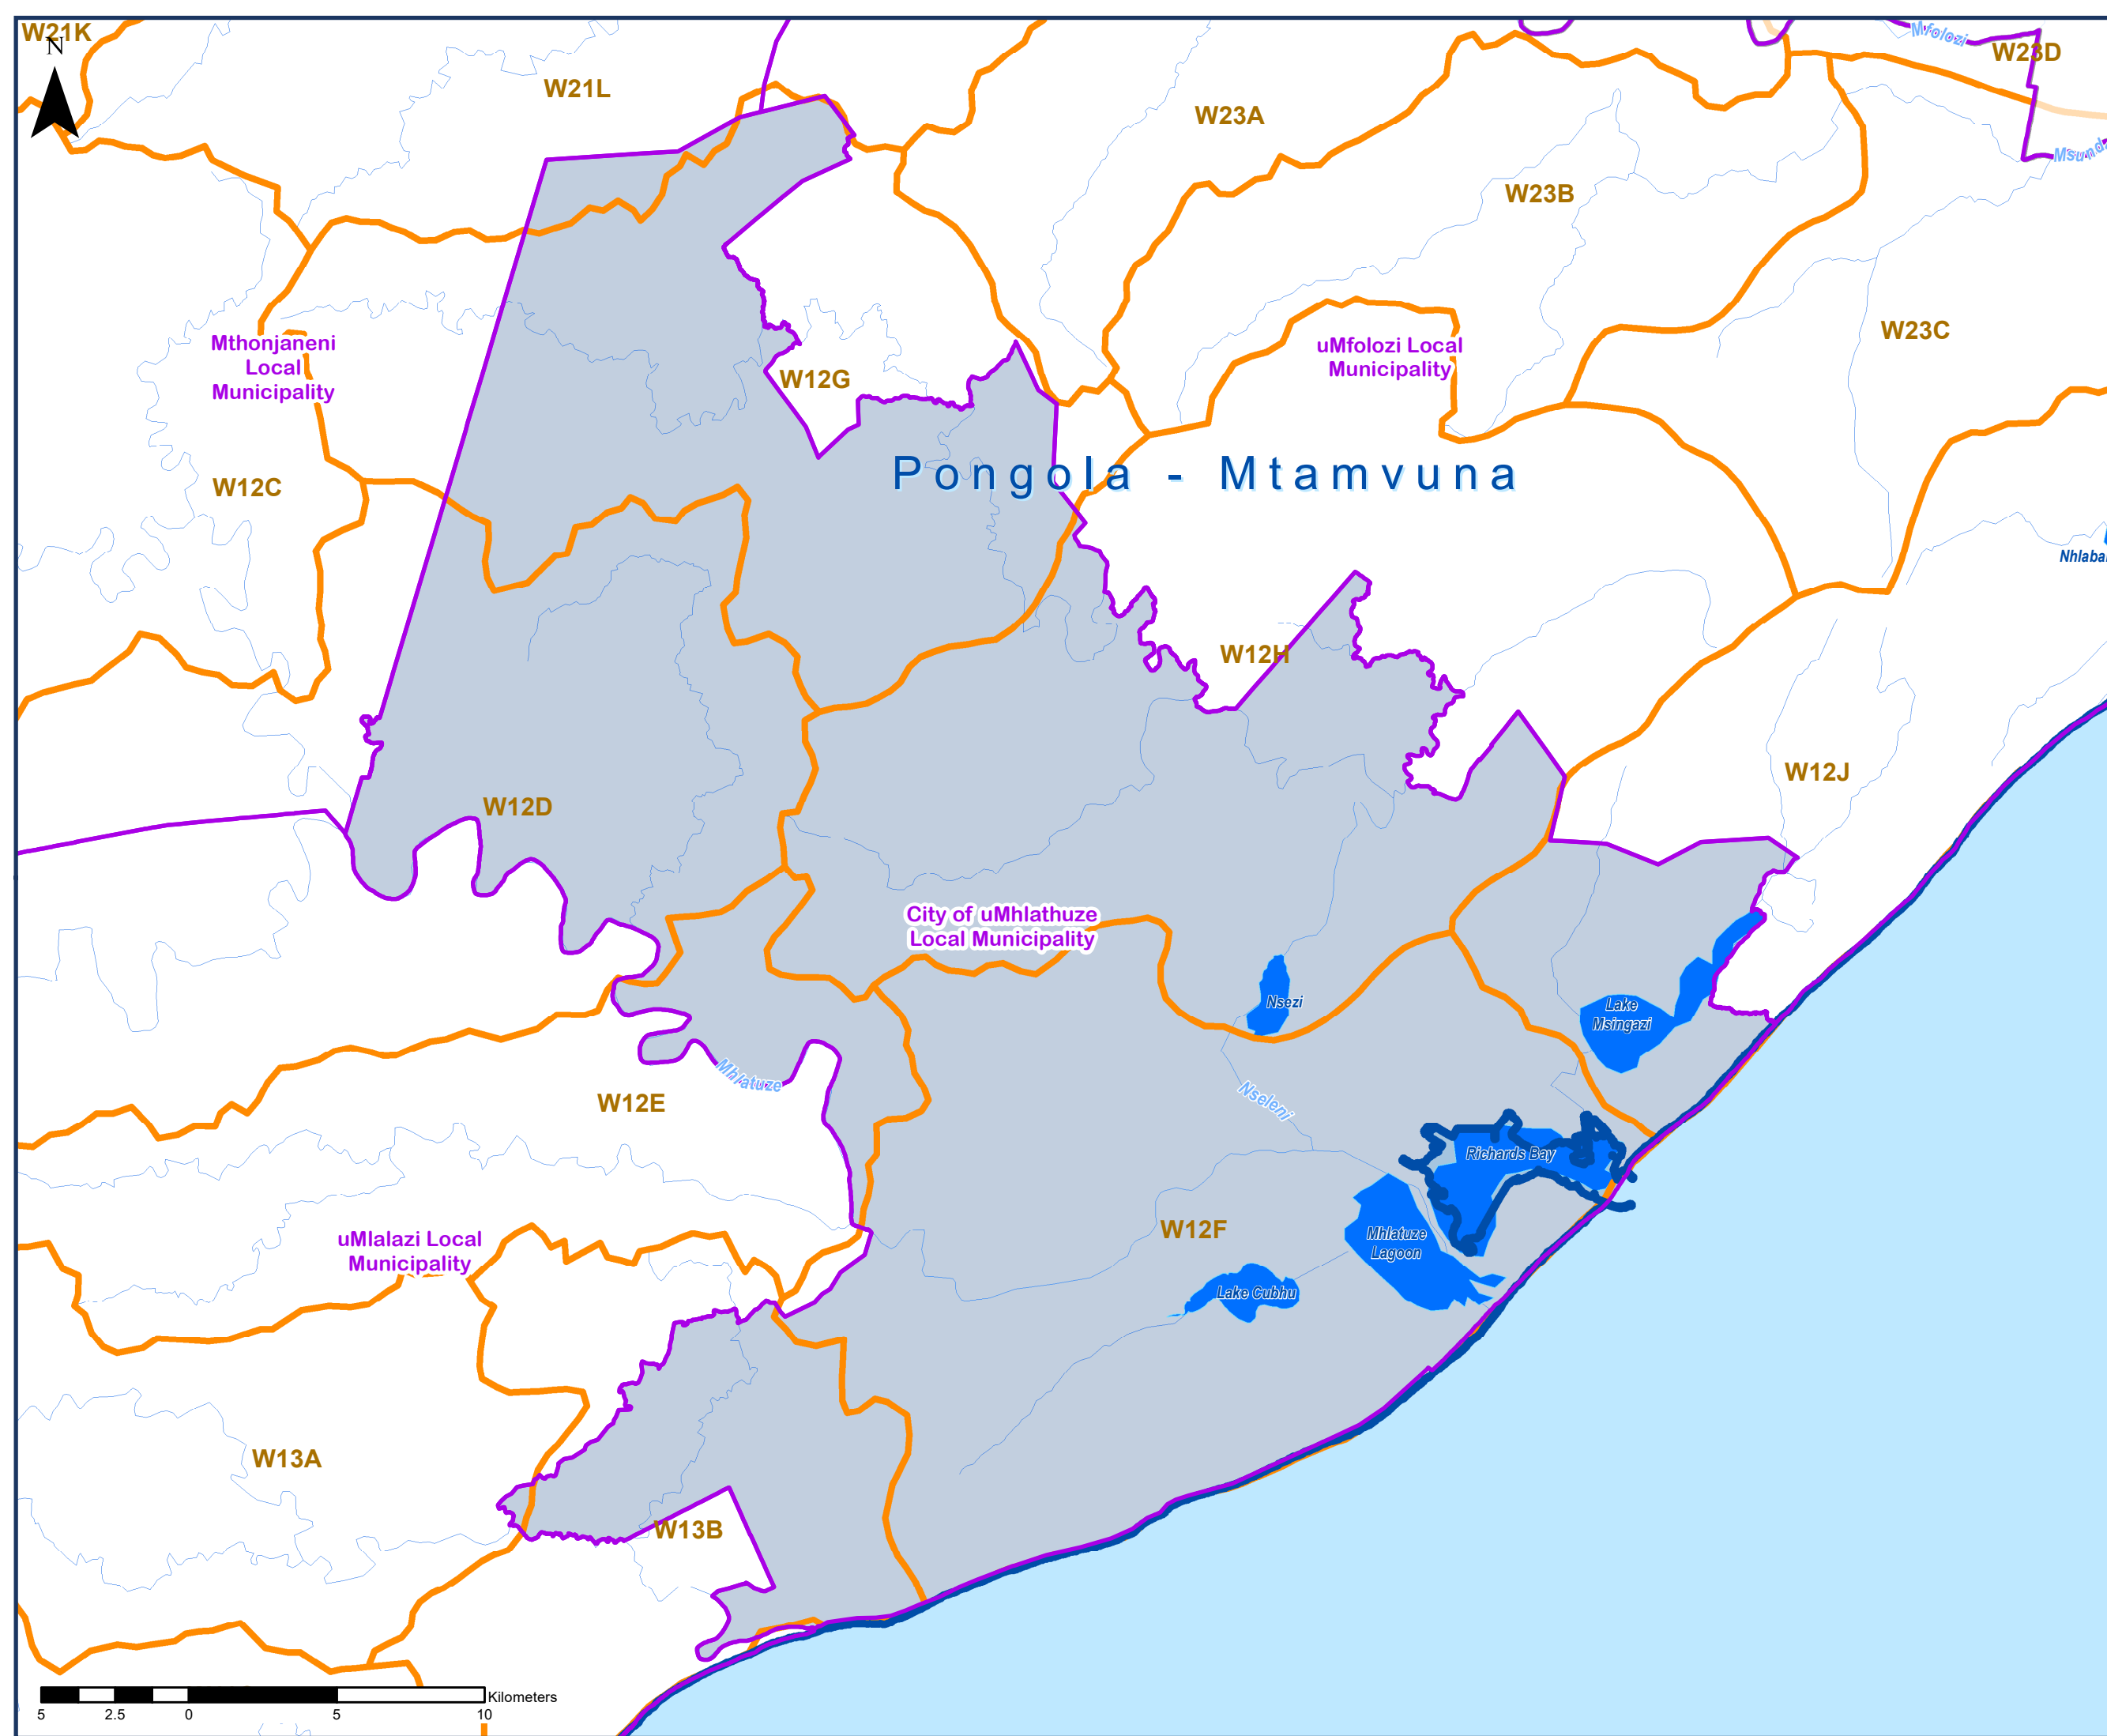 W21K
N
W21L
W23A
Mfolozi
W23D
W23B
W23C
Mthonjaneni
Local
Municipality
W12G
uMfolozi Local
Municipality
W12C
Pongola - Mtamvuna
W12H
W12J
W12D
City of uMhlathuze
Local Municipality
Nsezi
Lake
Msingazi
Mhlatuze
W12E
Nseleni
Richards Bay
uMlalazi Local
Municipality
W12F
Mhlatuze
Lagoon
Lake Cubhu
W13A
W13B
Kilometers
5 2.5 0 5 10